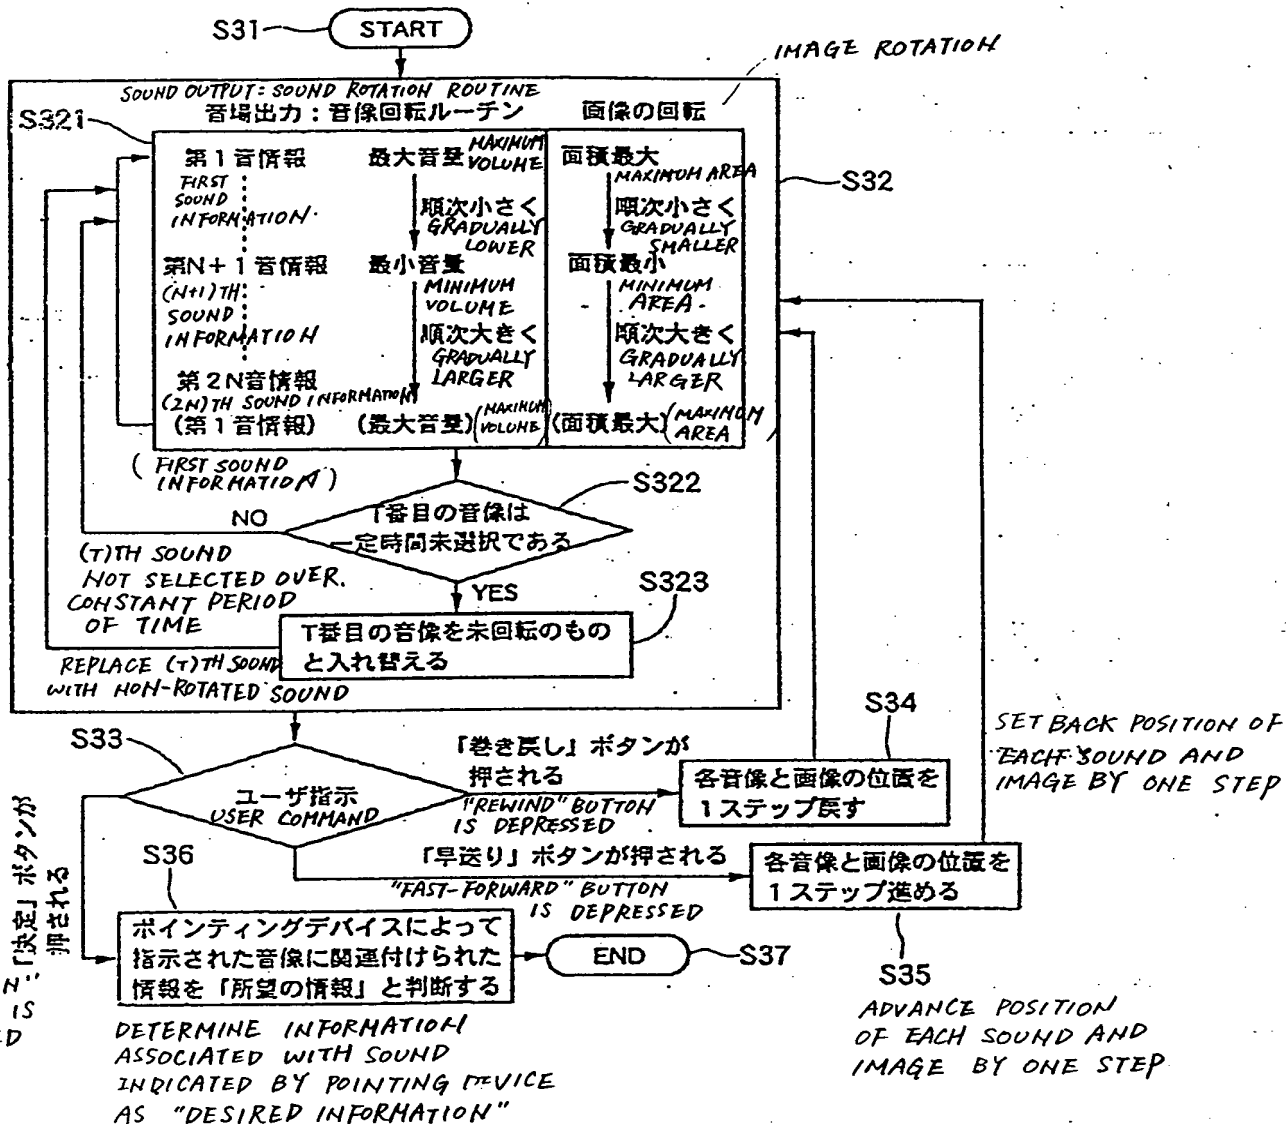 S31
START
IMAGE ROTATION
SOUND OUTPUT: SOUND ROTATION ROUTINE
音場出力：音像回転ルーチン
画像の回転
S321
S32
第1音情報
最大音量
MAXIMUM
VOLUME
面積最大
MAXIMUM AREA
FIRST
SOUND
INFORMATION.
順次小さく
GRADUALLY
LOWER
順次小さく
GRADUALLY
SMALLER
第N+1音情報
最小音量
面積最小
(N+1)TH
SOUND
INFORMATION
MINIMUM
VOLUME
MINIMUM
AREA.
順次大きく
GRADUALLY
LARGER
順次大きく
GRADUALLY
LARGER
第2N音情報
(2N)TH SOUND INFORMATION
(第1音情報)
(最大音量)
(MAXIMUM
VOLUME)
(面積最大)
(MAXIMUM
AREA)
(FIRST SOUND
INFORMATION)
S322
T番目の音像は
一定時間未選択である
NO
YES
(T)TH SOUND
NOT SELECTED OVER.
CONSTANT PERIOD
OF TIME
S323
T番目の音像を未回転のもの
と入れ替える
REPLACE (T)TH SOUND
WITH NON-ROTATED SOUND
S33
ユーザ指示
USER COMMAND
「巻き戻し」ボタンが
押される
"REWIND" BUTTON
IS DEPRESSED
S34
各音像と画像の位置を
1ステップ戻す
SET BACK POSITION OF
EACH SOUND AND
IMAGE BY ONE STEP
「早送り」ボタンが押される
"FAST-FORWARD" BUTTON
IS DEPRESSED
各音像と画像の位置を
1ステップ進める
S35
ADVANCE POSITION
OF EACH SOUND AND
IMAGE BY ONE STEP
「決定」ボタンが
押される
N"
IS
ED
S36
ポインティングデバイスによって
指示された音像に関連付けられた
情報を「所望の情報」と判断する
END
S37
DETERMINE INFORMATION
ASSOCIATED WITH SOUND
INDICATED BY POINTING DEVICE
AS "DESIRED INFORMATION"